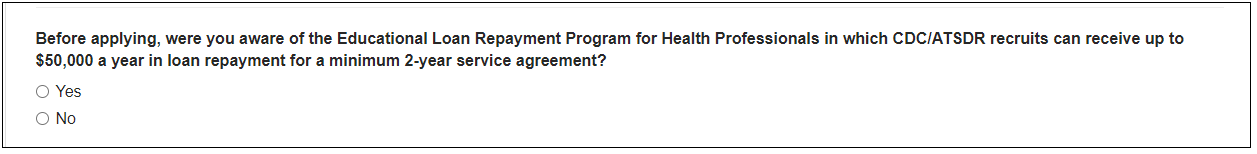 Before applying, were you aware of the Educational Loan Repayment Program for Health Professionals in which CDC/ATSDR recruits can receive up to
$50,000 a year in loan repayment for a minimum 2-year service agreement?
Yes
No